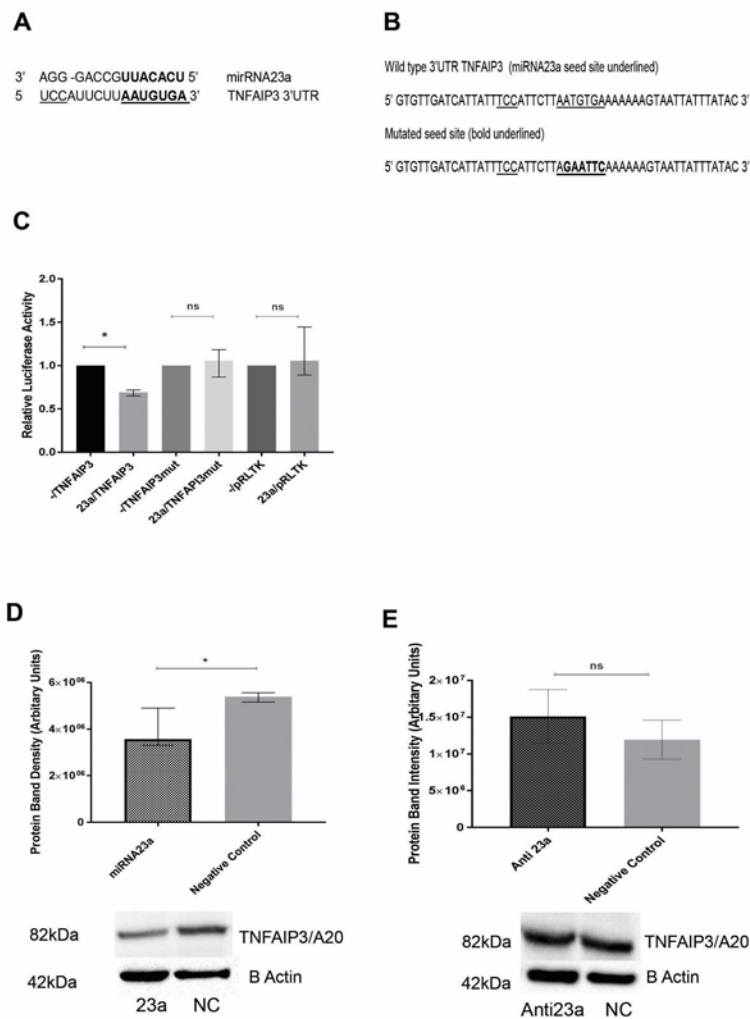 A
3' AGG -GACCGUUACACU 5' mirRNA23a
5 UCCAUUCUUAAUGUGA 3' TNFAIP3 3'UTR
B
Wild type 3'UTR TNFAIP3 (miRNA23a seed site underlined)
5' GTGTTGATCATTATTTCCATTCTTAATGTGAAAAAAAGTAATTATTTATAC 3'
Mutated seed site (bold underlined)
5' GTGTTGATCATTATTTCCATTCTTAGAATTCAAAAAAGTAATTATTTATAC 3'
C
Relative Luciferase Activity
2.0
1.5
1.0
0.5
0.0
*
ns
ns
-/TNFAIP3
23a/TNFAIP3
-/TNFAIP3mut
23a/TNFAPI3mut
-/pRLTK
23a/pRLTK
D
Protein Band Density (Arbitary Units)
6×10⁰⁶
4×10⁰⁶
2×10⁰⁶
0
*
miRNA23a
Negative Control
82kDa TNFAIP3/A20
42kDa B Actin
23a NC
E
Protein Band Intensity (Arbitary Units)
2×10⁷
1.5×10⁷
1×10⁷
5×10⁶
0
ns
Anti 23a
Negative Control
82kDa TNFAIP3/A20
42kDa B Actin
Anti23a NC